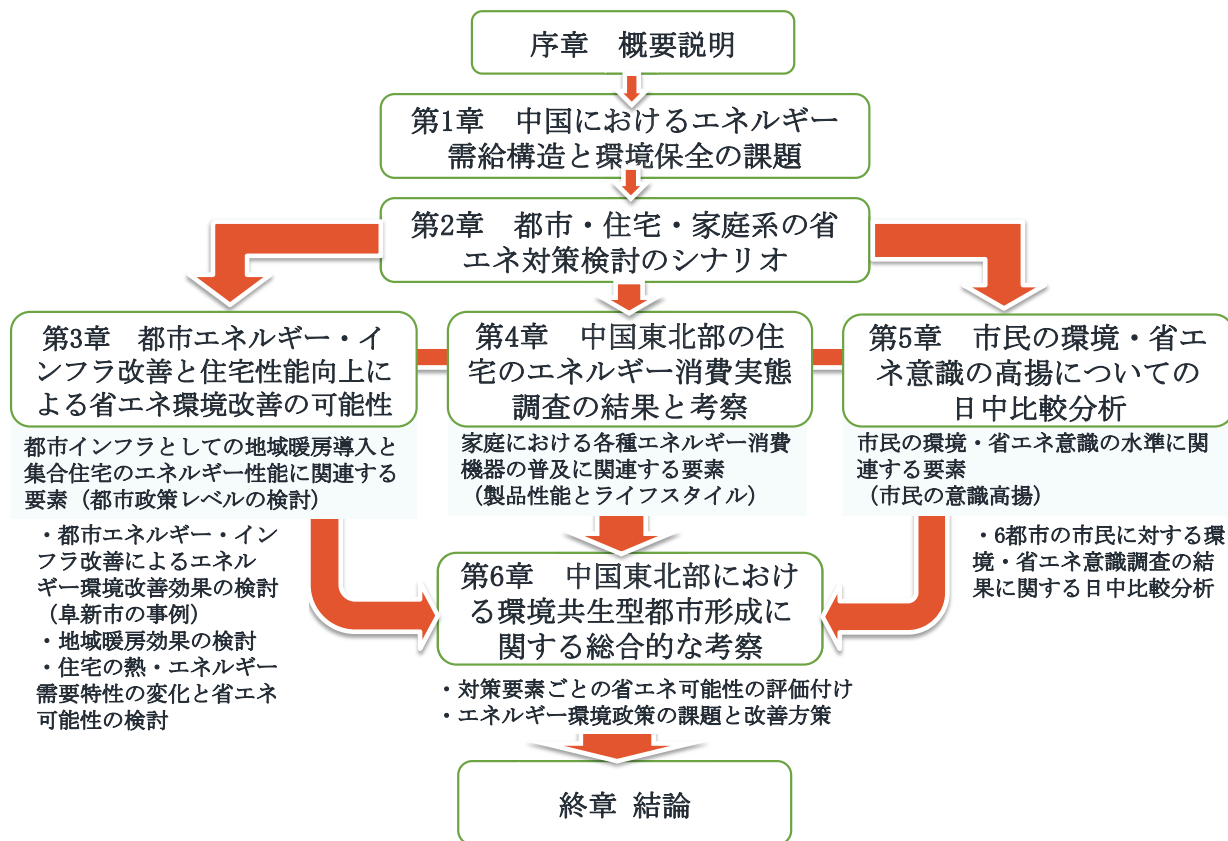 序章　概要説明
第1章　中国におけるエネルギー
需給構造と環境保全の課題
第2章　都市・住宅・家庭系の省
エネ対策検討のシナリオ
第3章　都市エネルギー・イ
ンフラ改善と住宅性能向上に
よる省エネ環境改善の可能性
都市インフラとしての地域暖房導入と
集合住宅のエネルギー性能に関連する
要素（都市政策レベルの検討）
・都市エネルギー・イン
フラ改善によるエネル
ギー環境改善効果の検討
（阜新市の事例）
・地域暖房効果の検討
・住宅の熱・エネルギー
需要特性の変化と省エネ
可能性の検討
第4章　中国東北部の住
宅のエネルギー消費実態
調査の結果と考察
家庭における各種エネルギー消費
機器の普及に関連する要素
（製品性能とライフスタイル）
第5章　市民の環境・省エ
ネ意識の高揚についての
日中比較分析
市民の環境・省エネ意識の水準に関
連する要素
（市民の意識高揚）
・6都市の市民に対する環
境・省エネ意識調査の結
果に関する日中比較分析
第6章　中国東北部におけ
る環境共生型都市形成に
関する総合的な考察
・対策要素ごとの省エネ可能性の評価付け
・エネルギー環境政策の課題と改善方策
終章 結論